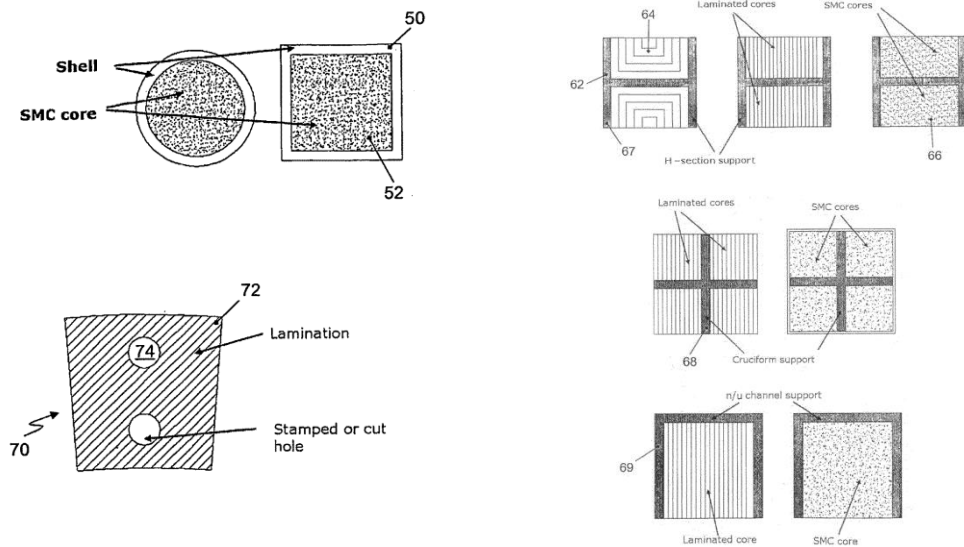 50
Shell
SMC core
52
72
74
Lamination
70
Stamped or cut
hole
64
Laminated cores
SMC cores
62
67
H-section support
66
Laminated cores
SMC cores
68
Cruciform support
n/u channel support
69
Laminated core
SMC core